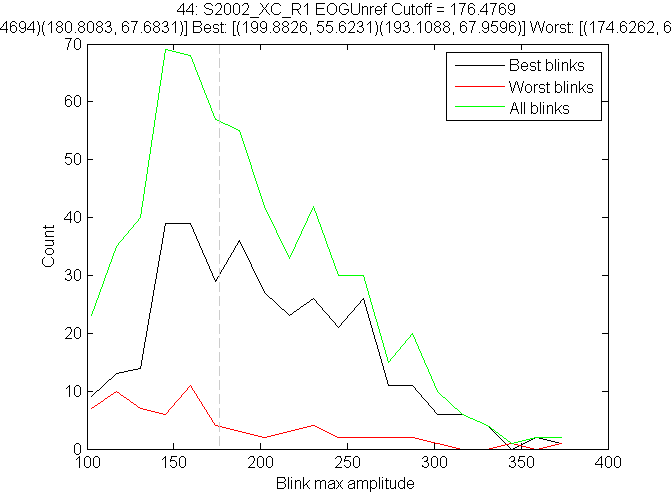 44: S2002_XC_R1 EOGUnref Cutoff = 176.4769
4694)(180.8083, 67.6831)] Best: [(199.8826, 55.6231)(193.1088, 67.9596)] Worst: [(174.6262, 6
70
60
50
40
30
20
10
0
Count
Best blinks
Worst blinks
All blinks
100
150
200
250
300
350
400
Blink max amplitude